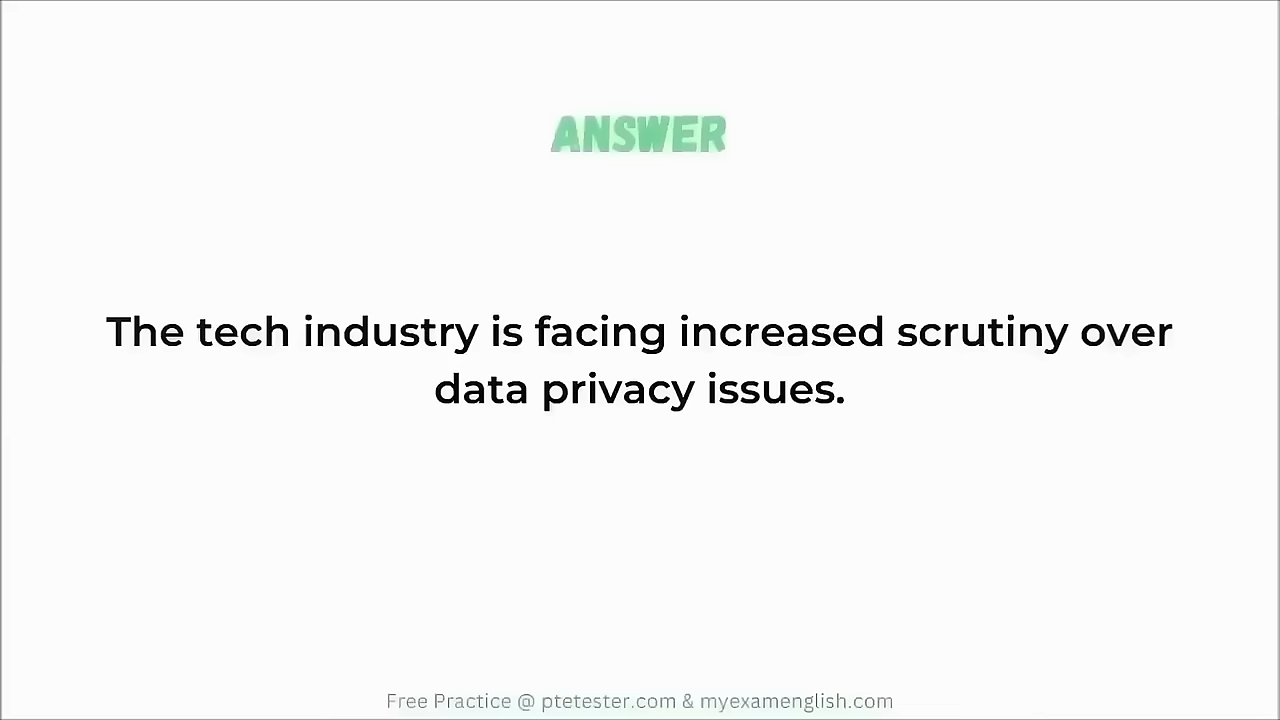 ANSWER
The tech industry is facing increased scrutiny over
data privacy issues.
Free Practice @ ptetester.com & myexamenglish.com